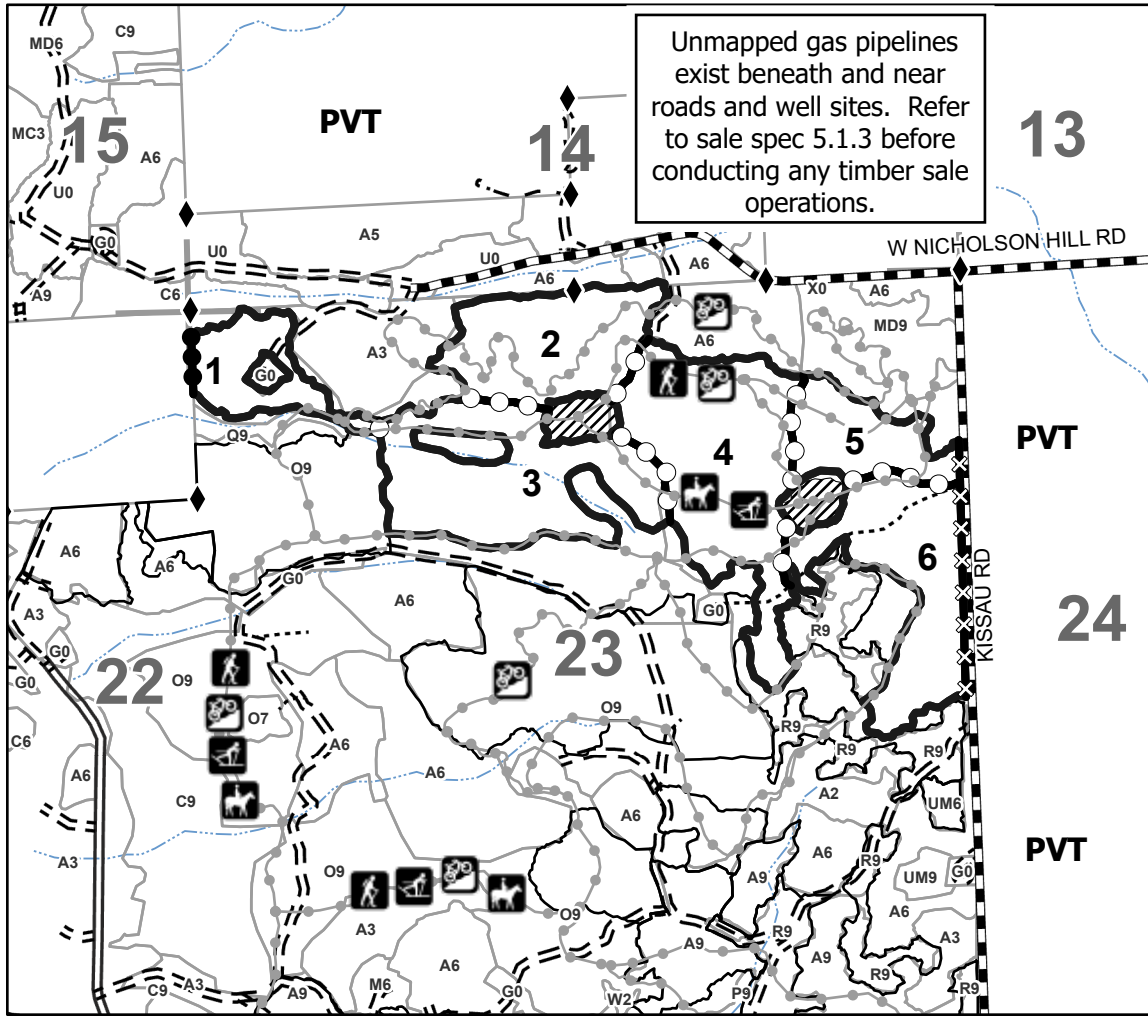 C9
MD6
Unmapped gas pipelines
exist beneath and near
roads and well sites. Refer
to sale spec 5.1.3 before
conducting any timber sale
operations.
MC3
15
PVT
14
13
A6
U0
A5
G0
U0
U0
W NICHOLSON HILL RD
A6
A6
A9
C6
X0
A6
MD9
A3
2
A6
1
G0
Q9
O9
3
4
5
PVT
6
KISSAU RD
24
A6
A6
A3
G0
A6
G0
R9
G0
G0
22
O9
23
O7
O9
C6
A6
A6
R9
R9
R9
A6
C9
A2
UM6
A6
A3
A6
R9
PVT
O9
A9
UM9
G0
O9
A6
A3
A6
R9
A3
A9
A9
R9
R9
C9
A3
A9
M6
G0
W2
P9